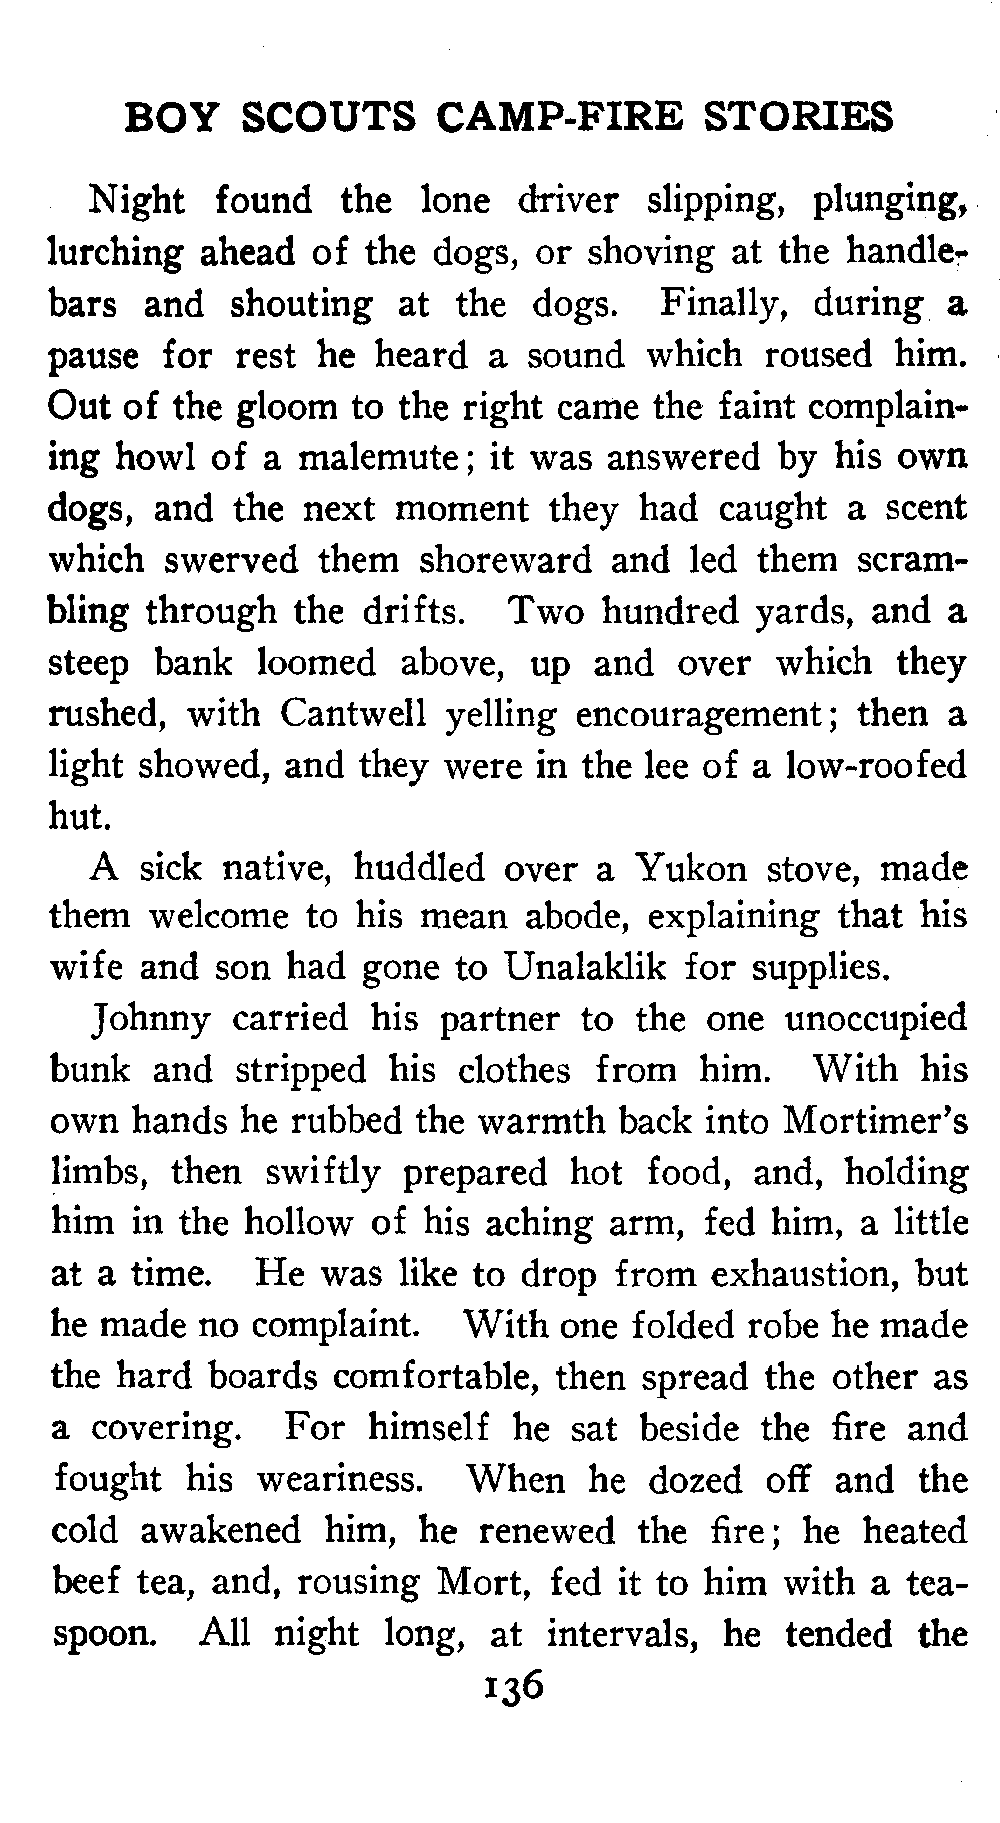 BOY SCOUTS CAMP-FIRE STORIES
Night found the lone driver slipping, plunging,
lurching ahead of the dogs, or shoving at the handle-
bars and shouting at the dogs. Finally, during a
pause for rest he heard a sound which roused him.
Out of the gloom to the right came the faint complain-
ing howl of a malemute; it was answered by his own
dogs, and the next moment they had caught a scent
which swerved them shoreward and led them scram-
bling through the drifts. Two hundred yards, and a
steep bank loomed above, up and over which they
rushed, with Cantwell yelling encouragement; then a
light showed, and they were in the lee of a low-roofed
hut.
A sick native, huddled over a Yukon stove, made
them welcome to his mean abode, explaining that his
wife and son had gone to Unalaklik for supplies.
Johnny carried his partner to the one unoccupied
bunk and stripped his clothes from him. With his
own hands he rubbed the warmth back into Mortimer's
limbs, then swiftly prepared hot food, and, holding
him in the hollow of his aching arm, fed him, a little
at a time. He was like to drop from exhaustion, but
he made no complaint. With one folded robe he made
the hard boards comfortable, then spread the other as
a covering. For himself he sat beside the fire and
fought his weariness. When he dozed off and the
cold awakened him, he renewed the fire; he heated
beef tea, and, rousing Mort, fed it to him with a tea-
spoon. All night long, at intervals, he tended the
136